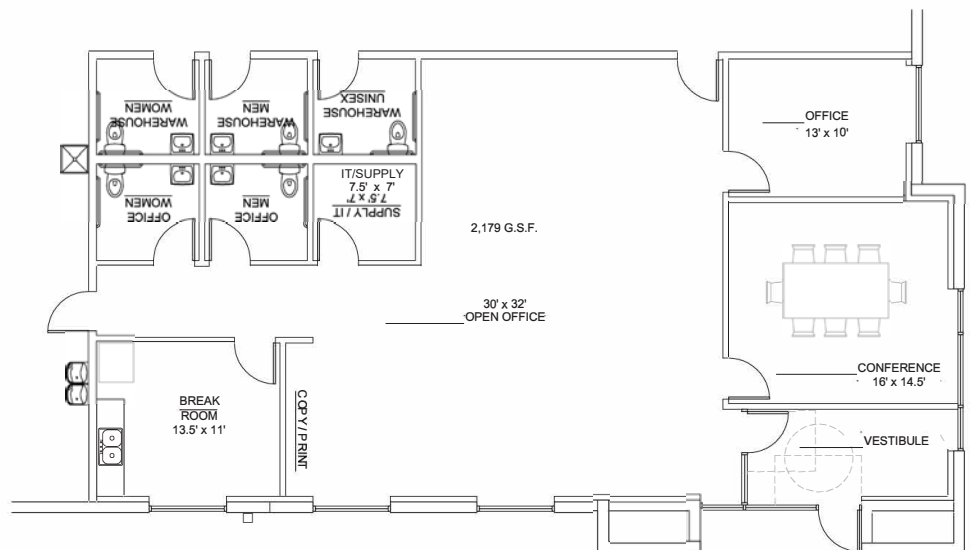 WAREHOUSE
WOMEN
WAREHOUSE
MEN
WAREHOUSE
UNISEX
OFFICE
WOMEN
OFFICE
MEN
IT/SUPPLY
7.5' x 7'
SUPPLY / IT
7.5' x 7'
2,179 G.S.F.
30' x 32'
OPEN OFFICE
OFFICE
13' x 10'
CONFERENCE
16' x 14.5'
VESTIBULE
BREAK
ROOM
13.5' x 11'
COPY / PRINT